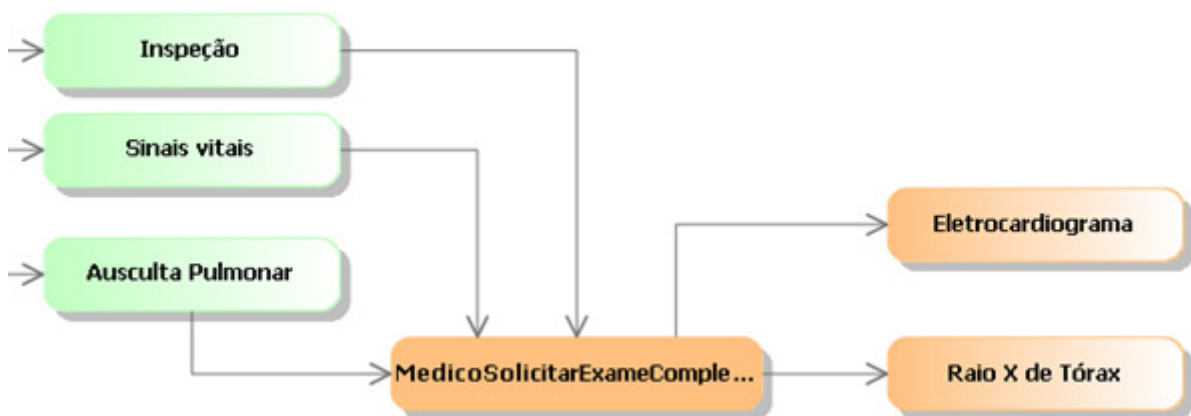 Inspeção
Sinais vitais
Ausculta Pulmonar
MedicoSolicitarExameComple...
Eletrocardiograma
Raio X de Tórax